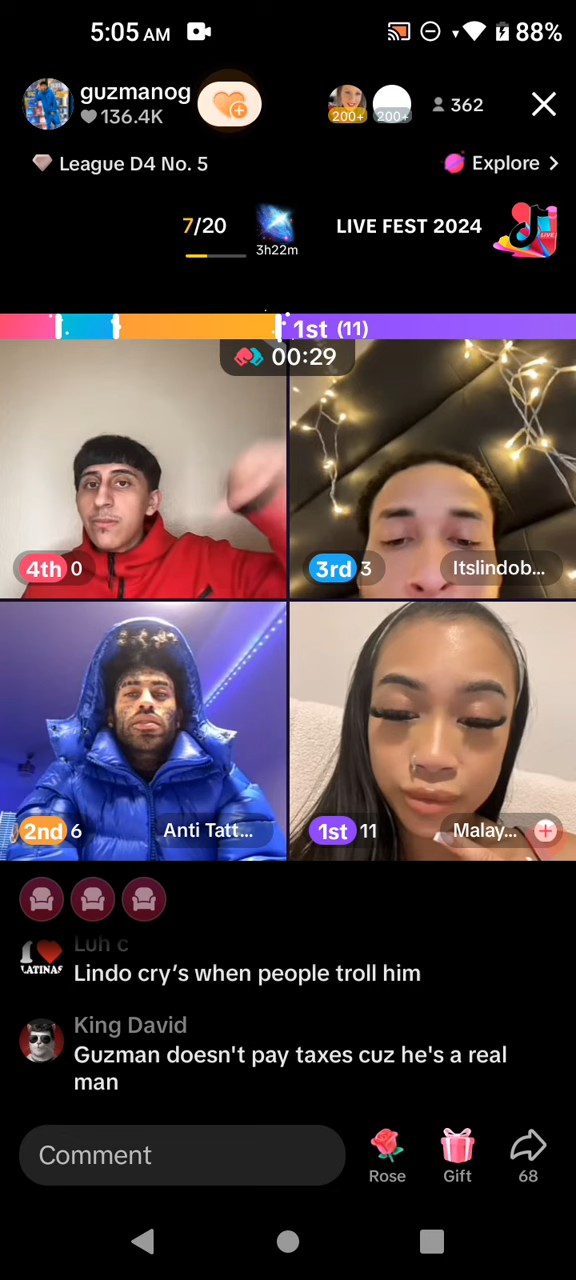 5:05 AM
88%
guzmanog
136.4K
200+
200+
362
League D4 No. 5
Explore
7/20
3h22m
LIVE FEST 2024
LIVE
1st (11)
00:29
4th 0
3rd 3
Itslindob...
2nd 6
Anti Tatt...
1st 11
Malay...
I
LATINAS
Luh c
Lindo cry’s when people troll him
King David
Guzman doesn't pay taxes cuz he's a real
man
Comment
Rose
Gift
68